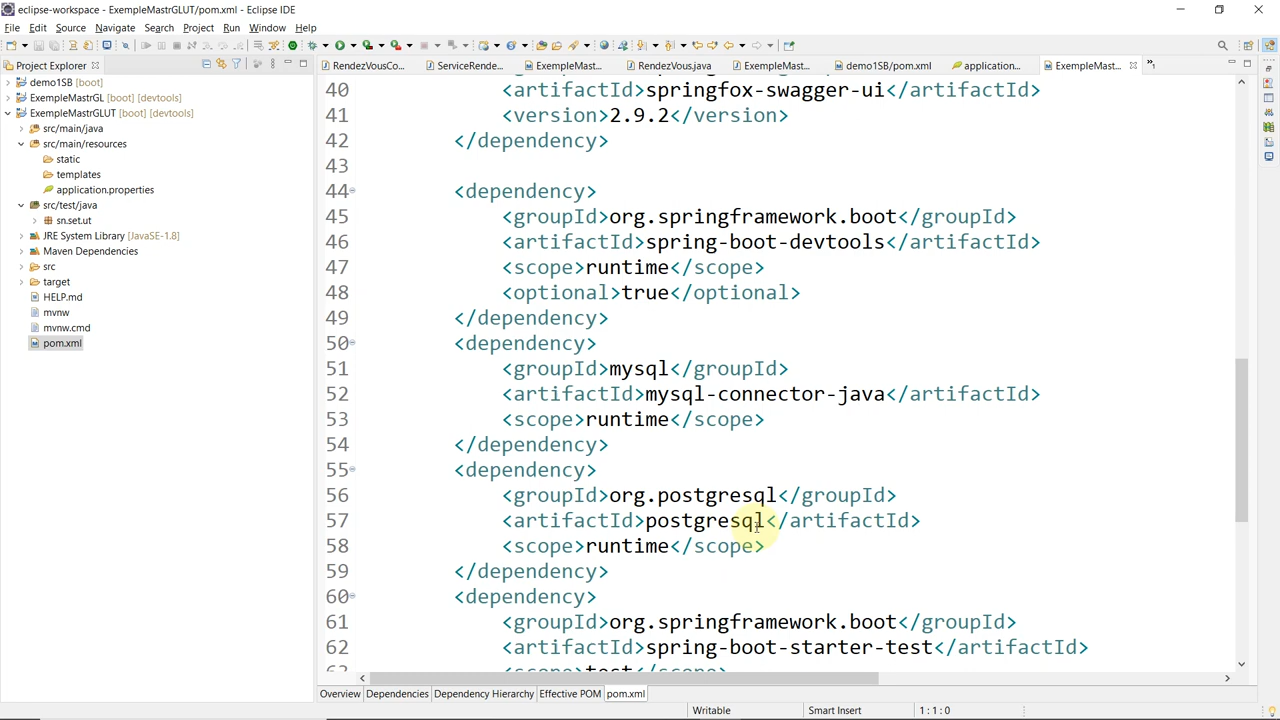 eclipse-workspace - ExempleMastrGLUT/pom.xml - Eclipse IDE
File Edit Source Navigate Search Project Run Window Help
Project Explorer
RendezVousCo...
ServiceRende...
ExempleMast...
RendezVous.java
ExempleMast...
demo1SB/pom.xml
application...
ExempleMast...
»1
demo1SB [boot]
ExempleMastrGL [boot] [devtools]
ExempleMastrGLUT [boot] [devtools]
src/main/java
src/main/resources
static
templates
application.properties
src/test/java
sn.set.ut
JRE System Library [JavaSE-1.8]
Maven Dependencies
src
target
HELP.md
mvnw
mvnw.cmd
pom.xml
40 <artifactId>springfox-swagger-ui</artifactId>
41 <version>2.9.2</version>
42 </dependency>
43
44 <dependency>
45 <groupId>org.springframework.boot</groupId>
46 <artifactId>spring-boot-devtools</artifactId>
47 <scope>runtime</scope>
48 <optional>true</optional>
49 </dependency>
50 <dependency>
51 <groupId>mysql</groupId>
52 <artifactId>mysql-connector-java</artifactId>
53 <scope>runtime</scope>
54 </dependency>
55 <dependency>
56 <groupId>org.postgresql</groupId>
57 <artifactId>postgresql</artifactId>
58 <scope>runtime</scope>
59 </dependency>
60 <dependency>
61 <groupId>org.springframework.boot</groupId>
62 <artifactId>spring-boot-starter-test</artifactId>
63 <scope>test</scope>
Overview Dependencies Dependency Hierarchy Effective POM pom.xml
Writable Smart Insert 1 : 1 : 0